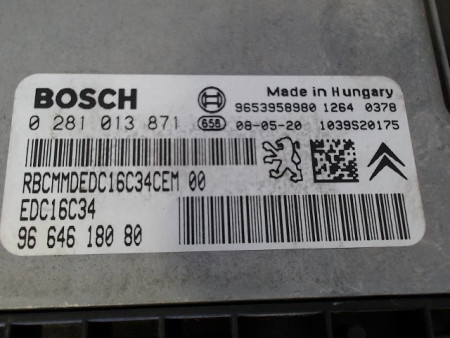 BOSCH
Made in Hungary
9653958980 1264 0378
0 281 013 871
658
08-05-20 1039S20175
RBCMMDEDC16C34CEM 00
EDC16C34
96 646 180 80